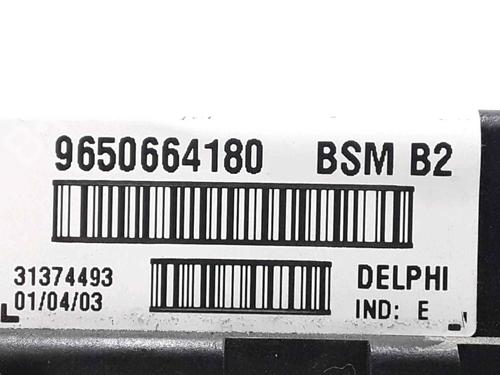 9650664180 BSM B2
31374493 DELPHI
01/04/03 IND: E